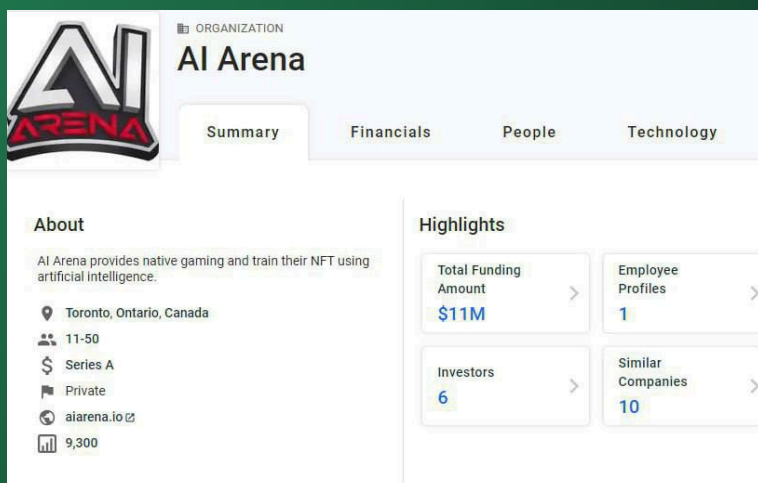 AI
ARENA
ORGANIZATION
AI Arena
Summary
Financials
People
Technology
About
AI Arena provides native gaming and train their NFT using
artificial intelligence.
Toronto, Ontario, Canada
11-50
Series A
Private
aiarena.io
9,300
Highlights
Total Funding
Amount
$11M
Employee
Profiles
1
Investors
6
Similar
Companies
10